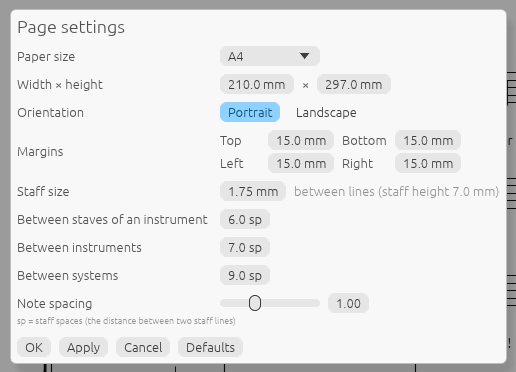 Page settings
Paper size A4
Width × height 210.0 mm × 297.0 mm
Orientation Portrait Landscape
Margins
Top 15.0 mm Bottom 15.0 mm
Left 15.0 mm Right 15.0 mm
Staff size 1.75 mm between lines (staff height 7.0 mm)
Between staves of an instrument 6.0 sp
Between instruments 7.0 sp
Between systems 9.0 sp
Note spacing 1.00
sp = staff spaces (the distance between two staff lines)
OK Apply Cancel Defaults